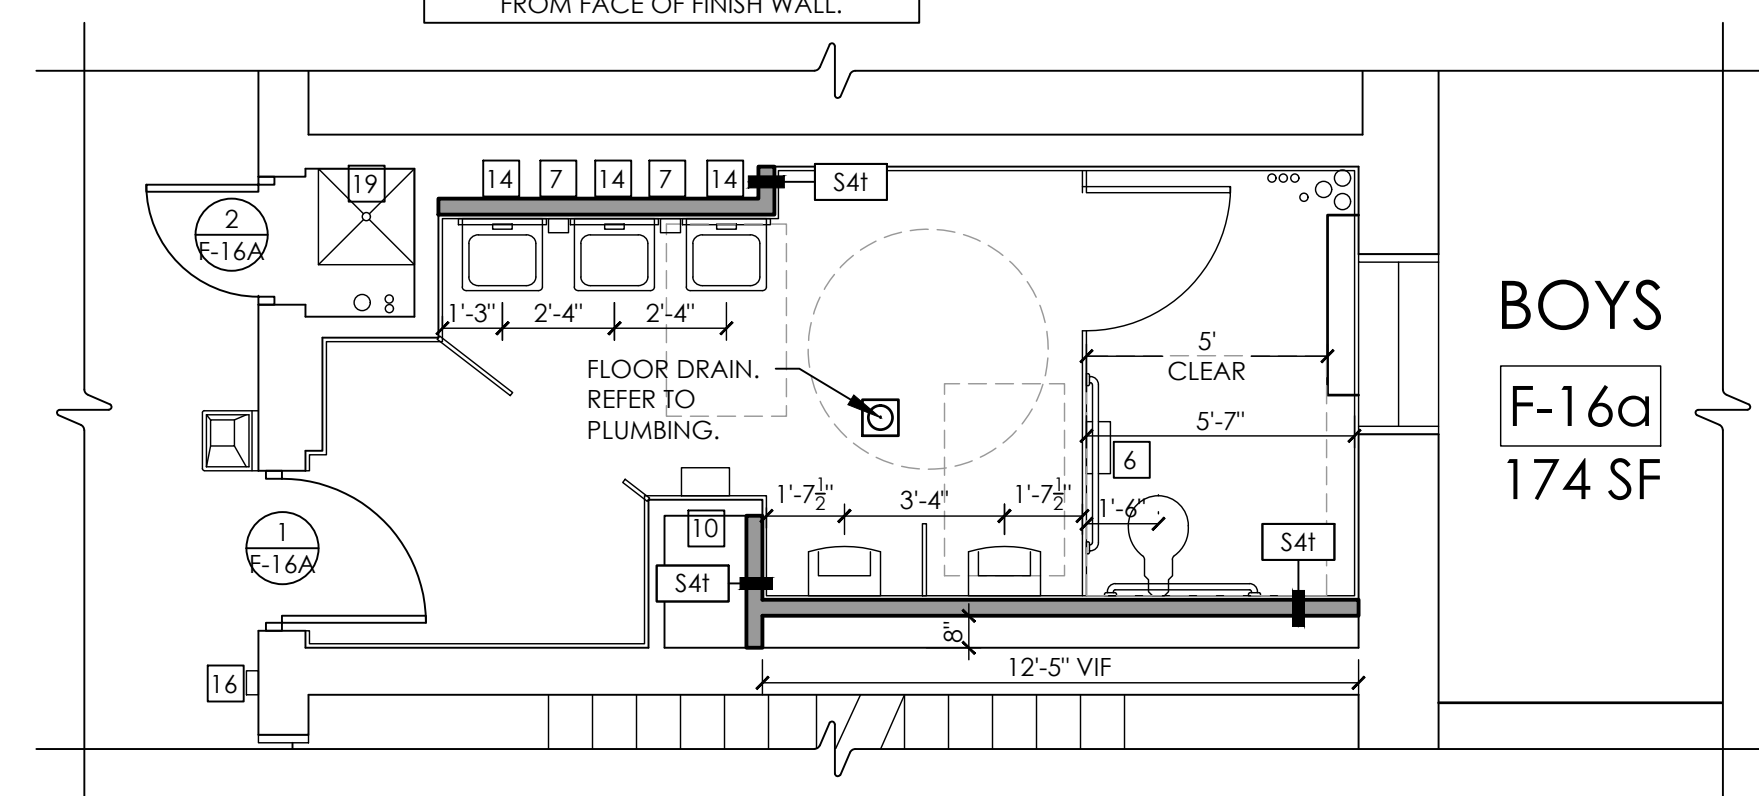 FROM FACE OF FINISH WALL.
19
14
7
14
7
14
S4t
2
F-16A
1'-3"
2'-4"
2'-4"
FLOOR DRAIN.
REFER TO
PLUMBING.
5'
CLEAR
5'-7"
6
BOYS
F-16a
174 SF
1'-7½"
3'-4"
1'-7½"
1'-6"
10
1
F-16A
S4t
S4t
8"
12'-5" VIF
16